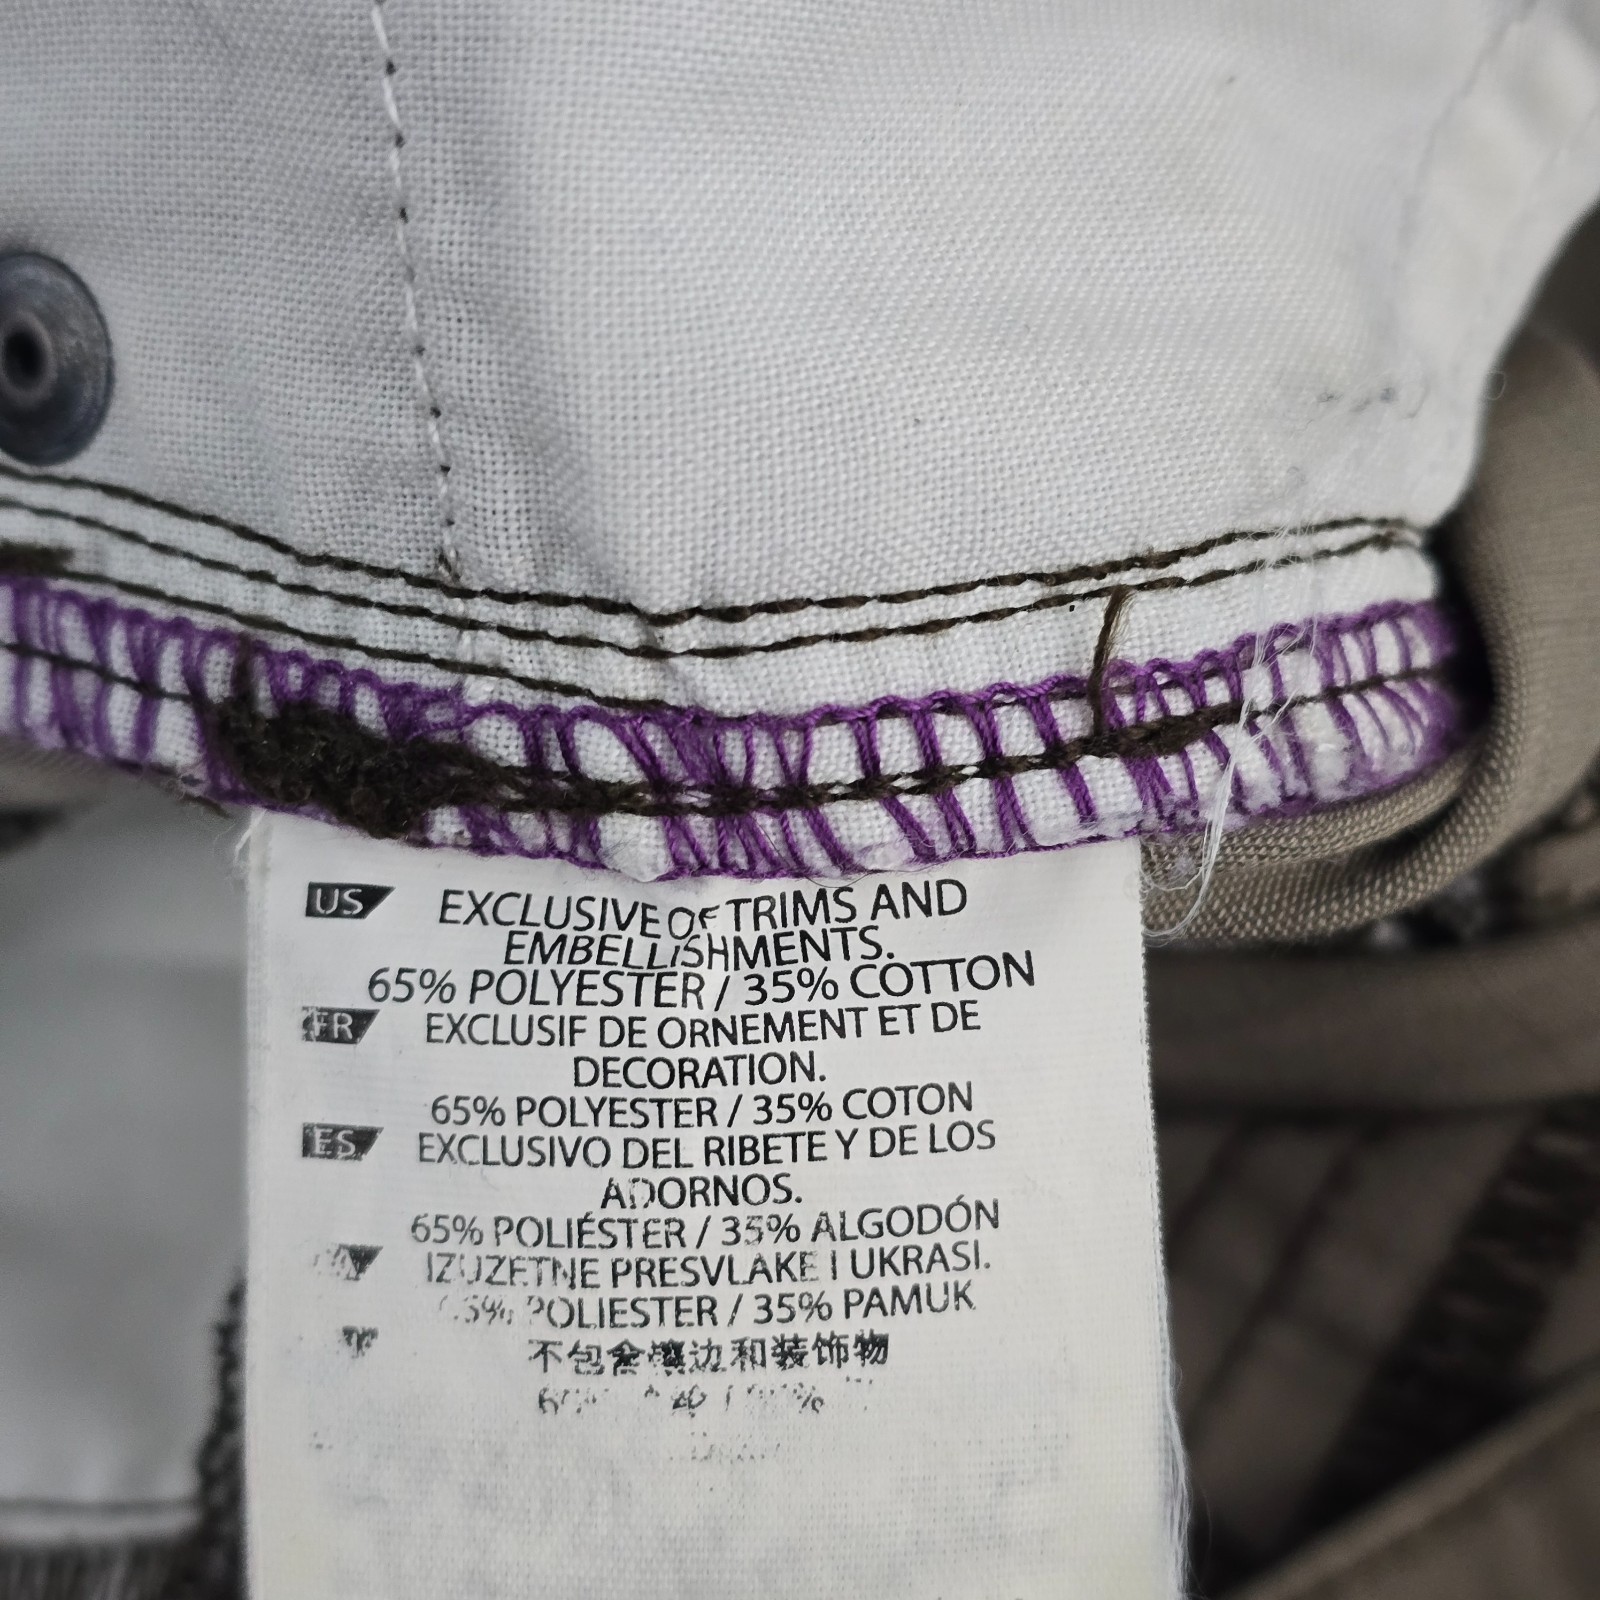 US EXCLUSIVE OF TRIMS AND
EMBELLISHMENTS.
65% POLYESTER / 35% COTTON
FR EXCLUSIF DE ORNEMENT ET DE
DECORATION.
65% POLYESTER / 35% COTON
ES EXCLUSIVO DEL RIBETE Y DE LOS
ADORNOS.
65% POLIÉSTER / 35% ALGODÓN
IZUZETNE PRESVLAKE I UKRASI.
65% POLIESTER / 35% PAMUK
不包含镶边和装饰物